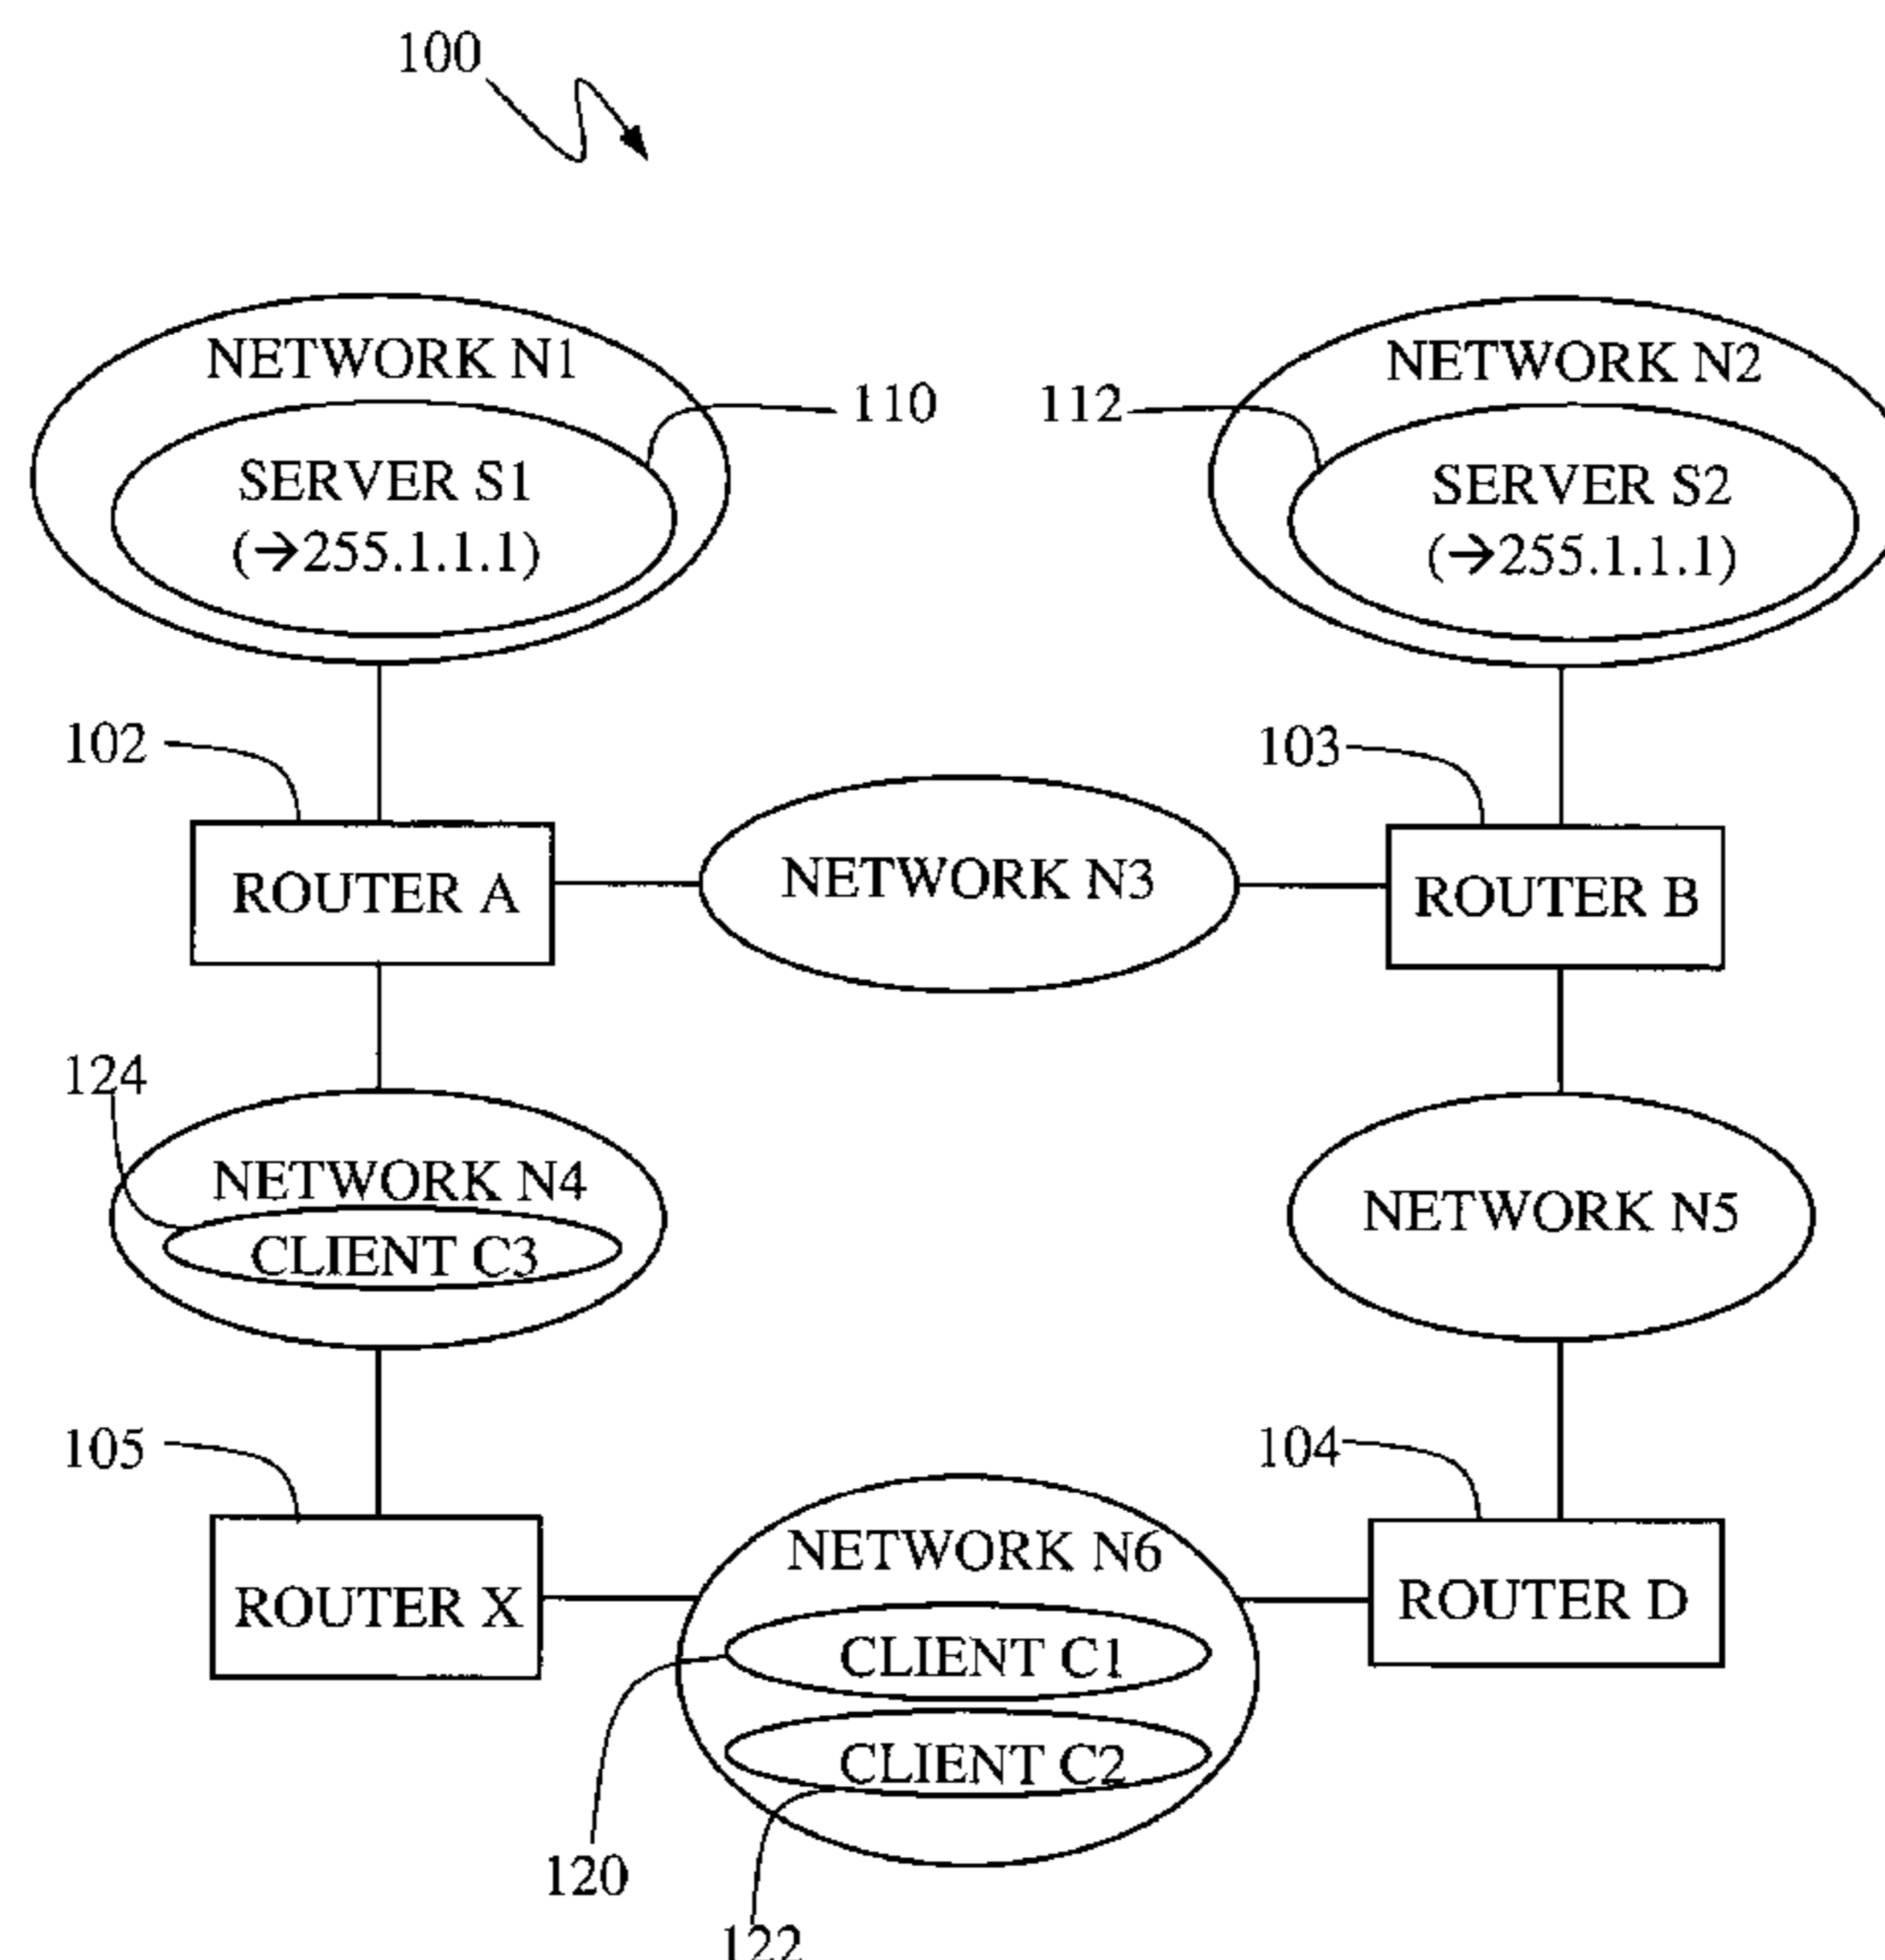 100
NETWORK N1
NETWORK N2
110
112
SERVER S1
(→255.1.1.1)
SERVER S2
(→255.1.1.1)
102
103
ROUTER A
NETWORK N3
ROUTER B
124
NETWORK N4
CLIENT C3
NETWORK N5
105
104
NETWORK N6
ROUTER X
CLIENT C1
ROUTER D
CLIENT C2
120
122